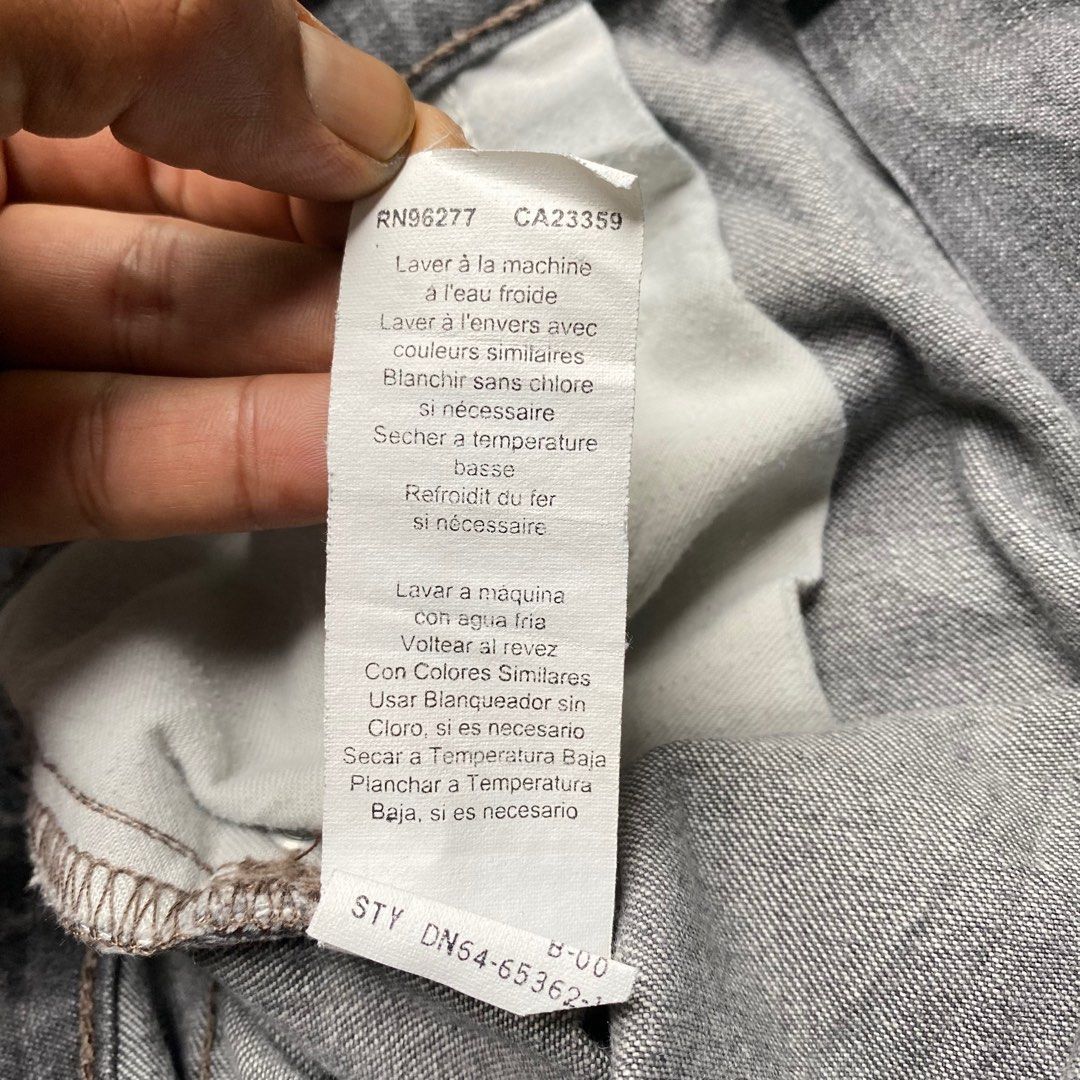 RN96277 CA23359
Laver à la machine
à l'eau froide
Laver à l'envers avec
couleurs similaires
Blanchir sans chlore
si nécessaire
Secher a temperature
basse
Refroidit du fer
si nécessaire
Lavar a máquina
con agua fria
Voltear al revez
Con Colores Similares
Usar Blanqueador sin
Cloro, si es necesario
Secar a Temperatura Baja
Planchar a Temperatura
Baja, si es necesario
B-00
STY DN64-65362-1